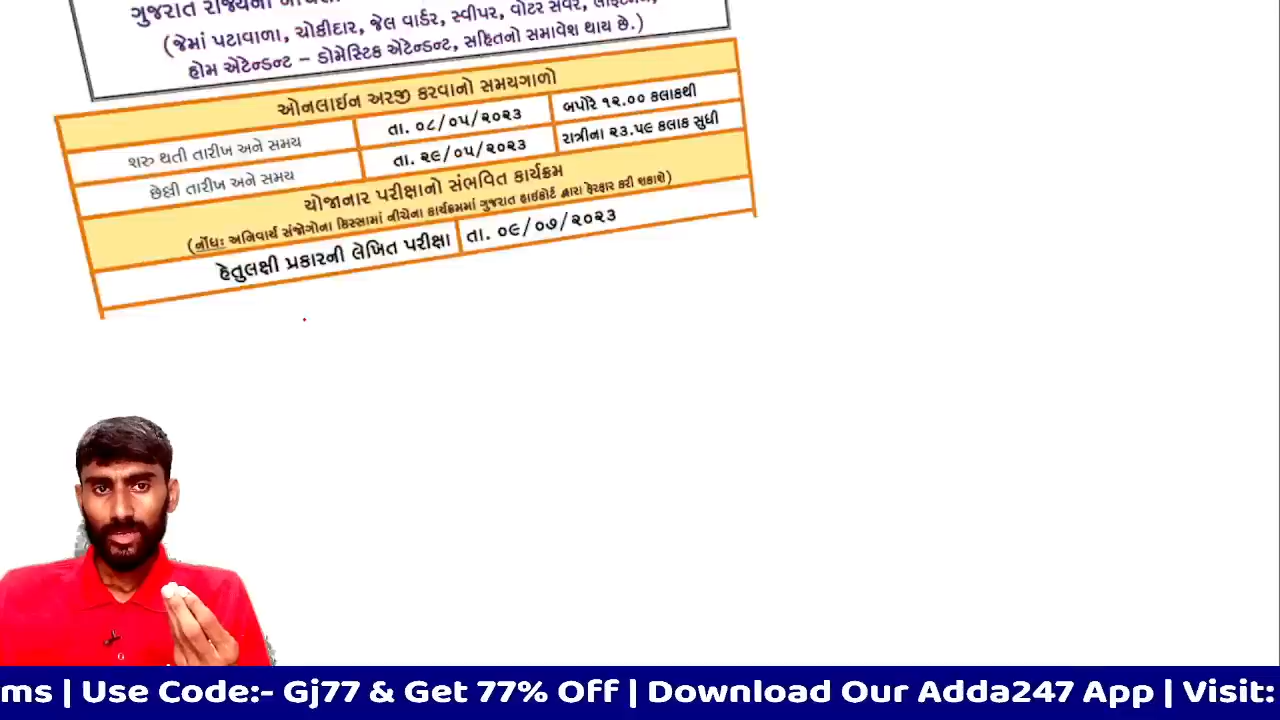 ગુજરાત રાજ્યની
(જેમાં પટાવાળા, ચોકીદાર, જેલ વાર્ડર, સ્વીપર, વોટર સર્વર,
હોમ એટેન્ડન્ટ – ડોમેસ્ટિક એટેન્ડન્ટ, સહિતનો સમાવેશ થાય છે.)
ઓનલાઈન અરજી કરવાનો સમયગાળો
શરુ થતી તારીખ અને સમય તા. ૦૮/૦૫/૨૦૨૩ બપોરે ૧૨.૦૦ કલાકથી
છેલ્લી તારીખ અને સમય તા. ૨૯/૦૫/૨૦૨૩ રાત્રીના ૨૩.૫૯ કલાક સુધી
યોજાનાર પરીક્ષાનો સંભવિત કાર્યક્રમ
(નોંધઃ અનિવાર્ય સંજોગોના કિસ્સામાં નીચેના કાર્યક્રમમાં ગુજરાત હાઈકોર્ટ દ્વારા ફેરફાર કરી શકાશે)
હેતુલક્ષી પ્રકારની લેખિત પરીક્ષા તા. ૦૯/૦૭/૨૦૨૩
ms | Use Code:- Gj77 & Get 77% Off | Download Our Adda247 App | Visit: